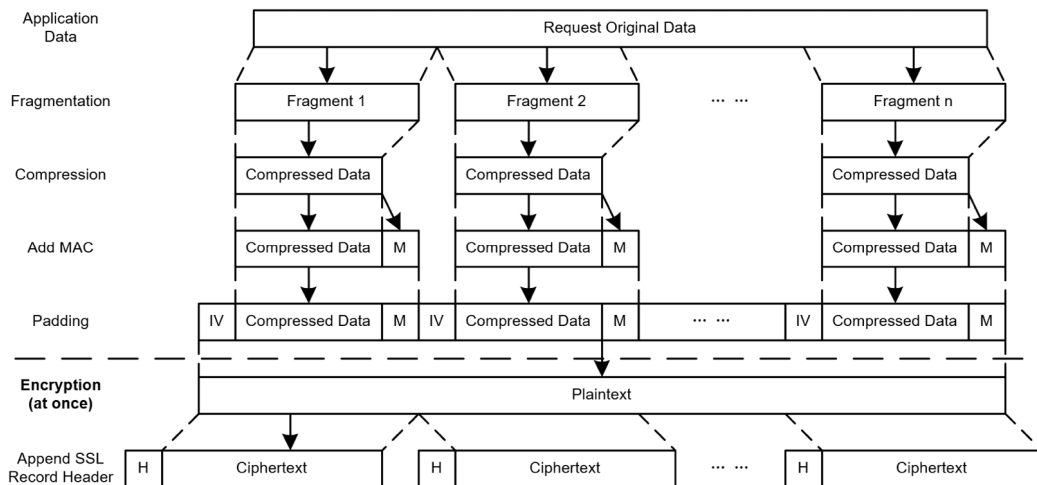 Application
Data
Request Original Data
Fragmentation
Fragment 1
Fragment 2
... ...
Fragment n
Compression
Compressed Data
Compressed Data
Compressed Data
Add MAC
Compressed Data M
Compressed Data M
Compressed Data M
Padding
IV Compressed Data M IV Compressed Data M ... ... IV Compressed Data M
Encryption
(at once)
Plaintext
Append SSL
Record Header
H Ciphertext
H Ciphertext
... ...
H Ciphertext